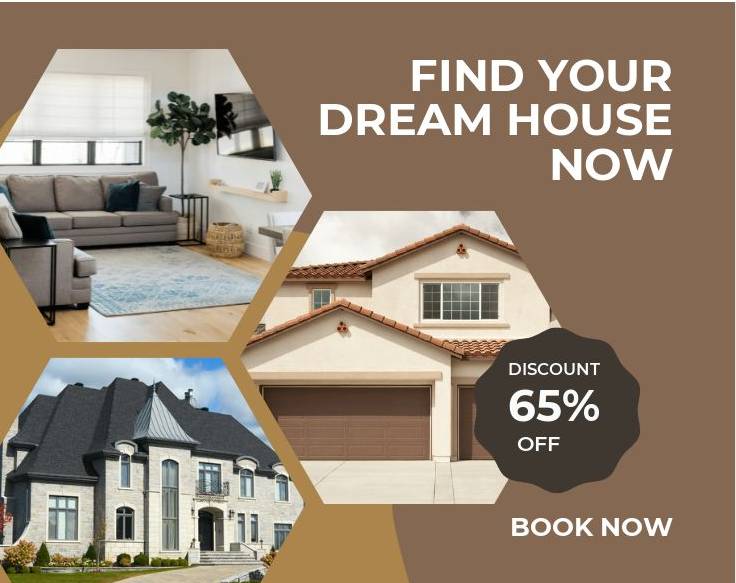 FIND YOUR
DREAM HOUSE
NOW
DISCOUNT
65%
OFF
BOOK NOW